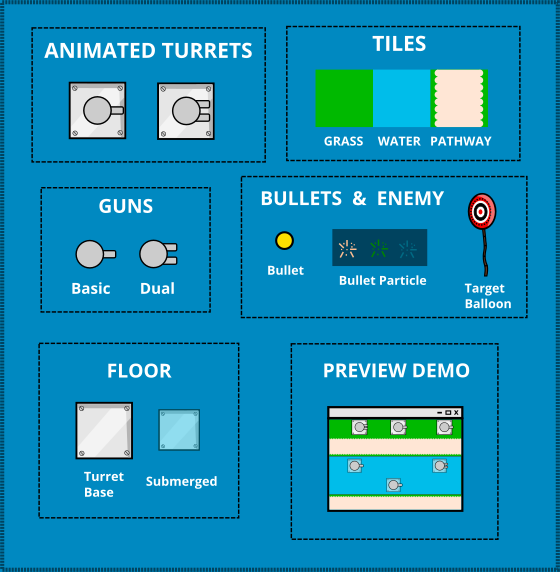 ANIMATED TURRETS
TILES
GRASS WATER PATHWAY
GUNS
Basic Dual
BULLETS & ENEMY
Bullet
Bullet Particle
Target
Balloon
FLOOR
Turret
Base
Submerged
PREVIEW DEMO